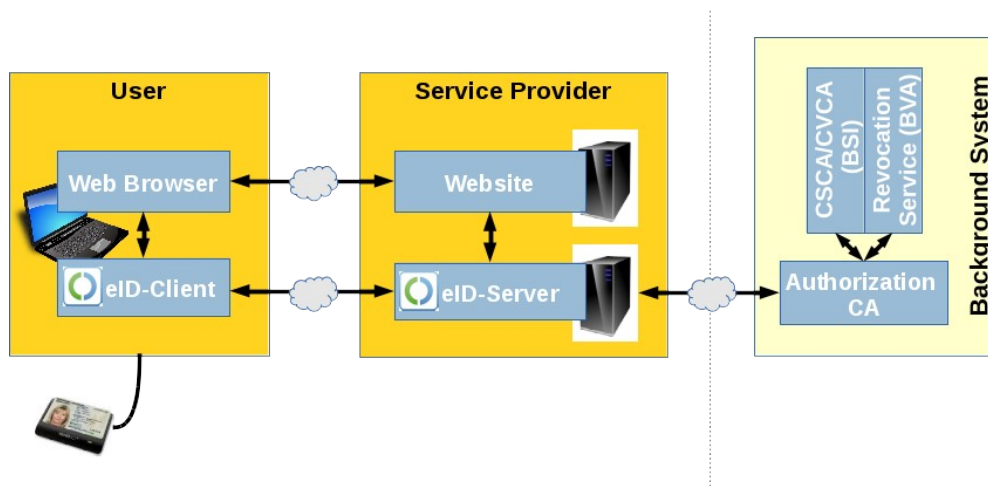 User
Web Browser
eID-Client
Service Provider
Website
eID-Server
CSCA/CVCA
(BSI)
Revocation
Service (BVA)
Authorization
CA
Background System